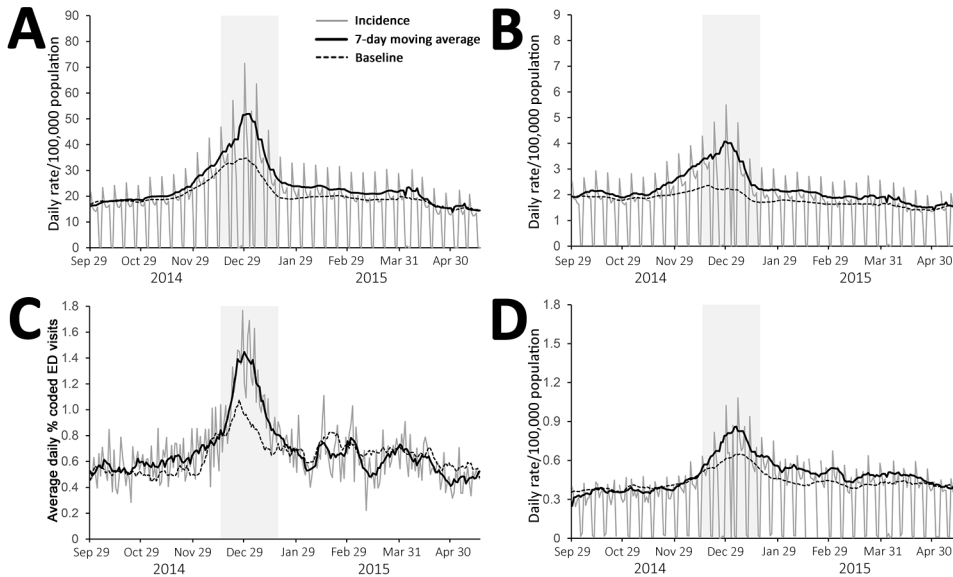 A
Daily rate/100,000 population
90
80
70
60
50
40
30
20
10
0
Incidence
7-day moving average
Baseline
Sep 29 Oct 29 Nov 29 Dec 29 Jan 29 Feb 29 Mar 31 Apr 30
2014 2015
B
Daily rate/100,000 population
9
8
7
6
5
4
3
2
1
0
Sep 29 Oct 29 Nov 29 Dec 29 Jan 29 Feb 29 Mar 31 Apr 30
2014 2015
C
Average daily % coded ED visits
1.8
1.6
1.4
1.2
1.0
0.8
0.6
0.4
0.2
0
Sep 29 Oct 29 Nov 29 Dec 29 Jan 29 Feb 29 Mar 31 Apr 30
2014 2015
D
Daily rate/100,000 population
1.8
1.5
1.2
0.9
0.6
0.3
0
Sep 29 Oct 29 Nov 29 Dec 29 Jan 29 Feb 29 Mar 31 Apr 30
2014 2015